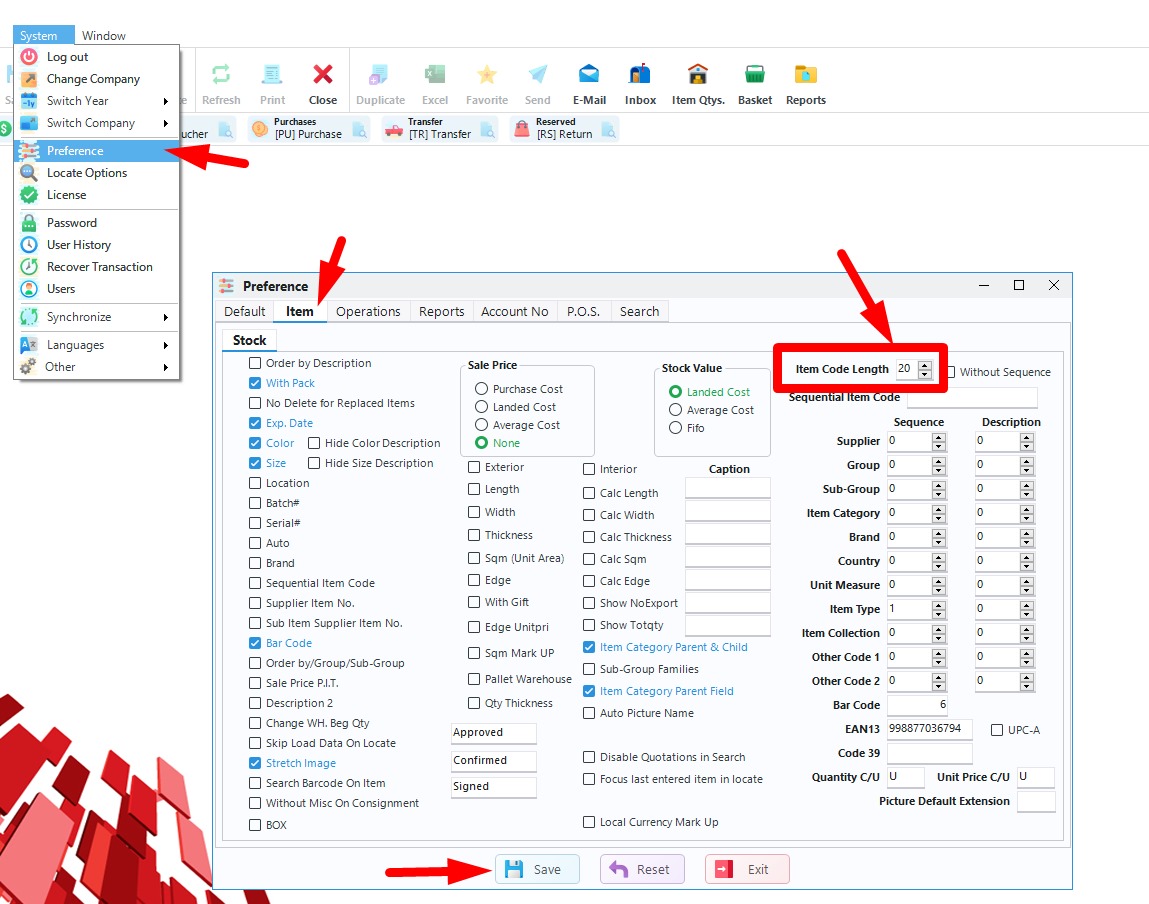 System
Window
Log out
Change Company
Switch Year
Switch Company
Preference
Locate Options
License
Password
User History
Recover Transaction
Users
Synchronize
Languages
Other
Refresh
Print
Close
Duplicate
Excel
Favorite
Send
E-Mail
Inbox
Item Qtys.
Basket
Reports
ucher
Purchases
[PU] Purchase
Transfer
[TR] Transfer
Reserved
[RS] Return
Preference
Default
Item
Operations
Reports
Account No
P.O.S.
Search
Stock
Order by Description
With Pack
No Delete for Replaced Items
Exp. Date
Color
Hide Color Description
Size
Hide Size Description
Location
Batch#
Serial#
Auto
Brand
Sequential Item Code
Supplier Item No.
Sub Item Supplier Item No.
Bar Code
Order by/Group/Sub-Group
Sale Price P.I.T.
Description 2
Change WH. Beg Qty
Skip Load Data On Locate
Stretch Image
Search Barcode On Item
Without Misc On Consignment
BOX
Sale Price
Purchase Cost
Landed Cost
Average Cost
None
Exterior
Length
Width
Thickness
Sqm (Unit Area)
Edge
With Gift
Edge Unitpri
Sqm Mark UP
Pallet Warehouse
Qty Thickness
Approved
Confirmed
Signed
Stock Value
Landed Cost
Average Cost
Fifo
Interior
Caption
Calc Length
Calc Width
Calc Thickness
Calc Sqm
Calc Edge
Show NoExport
Show Totqty
Item Category Parent & Child
Sub-Group Families
Item Category Parent Field
Auto Picture Name
Disable Quotations in Search
Focus last entered item in locate
Local Currency Mark Up
Item Code Length 20
Without Sequence
Sequential Item Code
Sequence Description
Supplier 0 0
Group 0 0
Sub-Group 0 0
Item Category 0 0
Brand 0 0
Country 0 0
Unit Measure 0 0
Item Type 1 0
Item Collection 0 0
Other Code 1 0 0
Other Code 2 0 0
Bar Code 6
EAN13 998877036794 UPC-A
Code 39
Quantity C/U U Unit Price C/U U
Picture Default Extension
Save
Reset
Exit